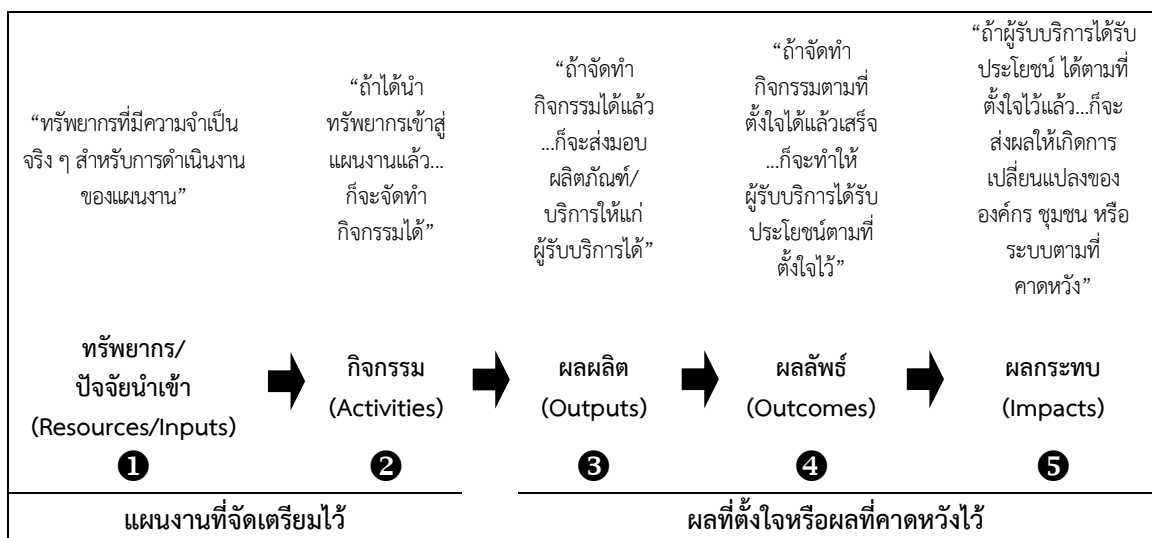 “ทรัพยากรที่มีความจำเป็น
จริง ๆ สำหรับการดำเนินงาน
ของแผนงาน”
“ถ้าได้นำ
ทรัพยากรเข้าสู่
แผนงานแล้ว...
ก็จะจัดทำ
กิจกรรมได้”
“ถ้าจัดทำ
กิจกรรมได้แล้ว
...ก็จะส่งมอบ
ผลิตภัณฑ์/
บริการให้แก่
ผู้รับบริการได้”
“ถ้าจัดทำ
กิจกรรมตามที่
ตั้งใจได้แล้วเสร็จ
...ก็จะทำให้
ผู้รับบริการได้รับ
ประโยชน์ตามที่
ตั้งใจไว้”
“ถ้าผู้รับบริการได้รับ
ประโยชน์ ได้ตามที่
ตั้งใจไว้แล้ว...ก็จะ
ส่งผลให้เกิดการ
เปลี่ยนแปลงของ
องค์กร ชุมชน หรือ
ระบบตามที่
คาดหวัง”
ทรัพยากร/
ปัจจัยนำเข้า
(Resources/Inputs)
❶
กิจกรรม
(Activities)
❷
ผลผลิต
(Outputs)
❸
ผลลัพธ์
(Outcomes)
❹
ผลกระทบ
(Impacts)
❺
แผนงานที่จัดเตรียมไว้
ผลที่ตั้งใจหรือผลที่คาดหวังไว้